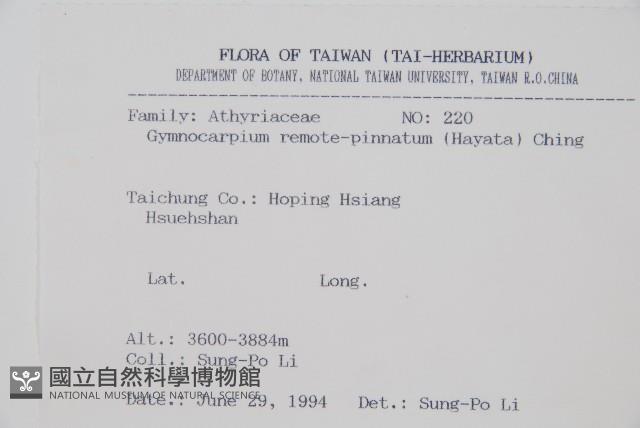 FLORA OF TAIWAN (TAI-HERBARIUM)
DEPARTMENT OF BOTANY, NATIONAL TAIWAN UNIVERSITY, TAIWAN R.O.CHINA
Family: Athyriaceae NO: 220
Gymnocarpium remote-pinnatum (Hayata) Ching
Taichung Co.: Hoping Hsiang
Hsuehshan
Lat. Long.
Alt.: 3600-3884m
Coll.: Sung-Po Li
國立自然科學博物館
NATIONAL MUSEUM OF NATURAL SCIENCE
Date.: June 29, 1994 Det.: Sung-Po Li